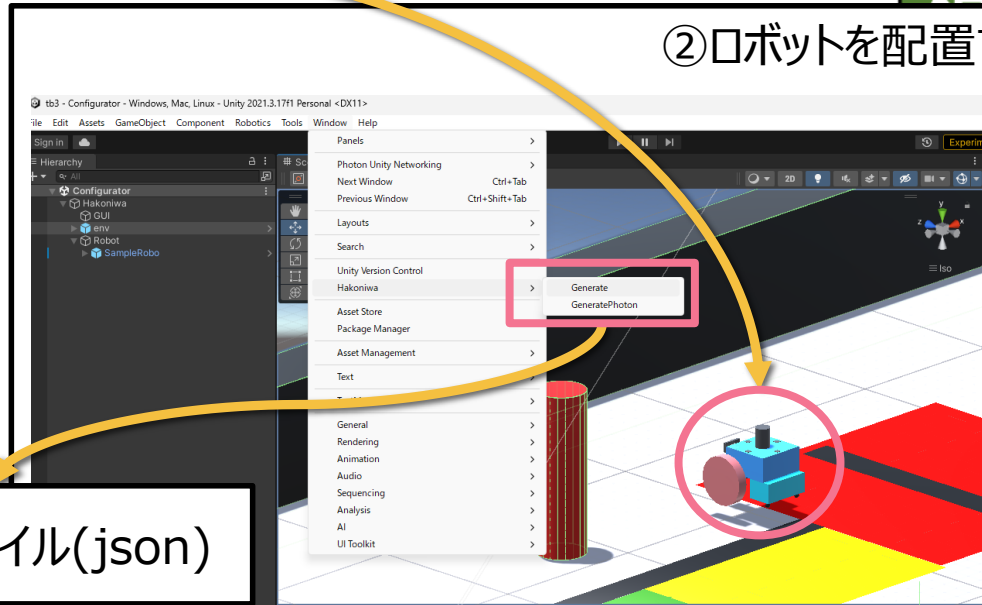 ②ロボットを配置
tb3 - Configurator - Windows, Mac, Linux - Unity 2021.3.17f1 Personal <DX11>
File Edit Assets GameObject Component Robotics Tools Window Help
Sign in
Experim
Hierarchy
All
Configurator
Hakoniwa
GUI
env
Robot
SampleRobo
# Sc
2D
y
x
z
Iso
Panels
Photon Unity Networking
Next Window Ctrl+Tab
Previous Window Ctrl+Shift+Tab
Layouts
Search
Unity Version Control
Hakoniwa
Generate
GeneratePhoton
Asset Store
Package Manager
Asset Management
Text
General
Rendering
Animation
Audio
Sequencing
Analysis
AI
UI Toolkit
イル(json)